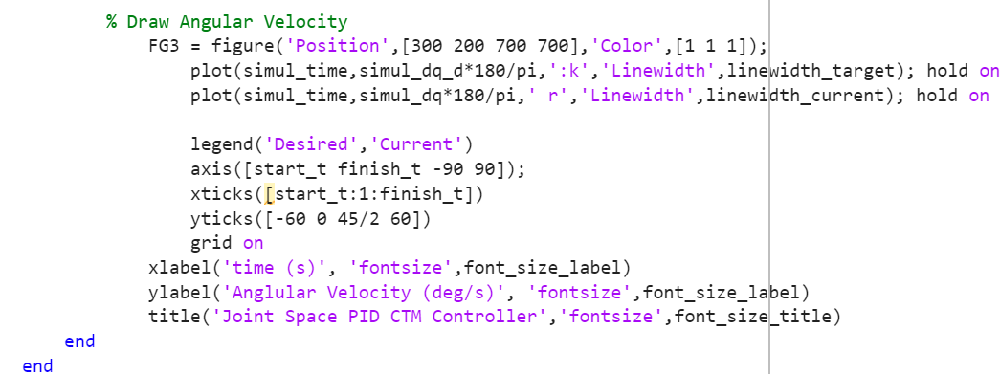 % Draw Angular Velocity
FG3 = figure('Position',[300 200 700 700],'Color',[1 1 1]);
plot(simul_time,simul_dq_d*180/pi,':k','Linewidth',linewidth_target); hold on
plot(simul_time,simul_dq*180/pi,' r','Linewidth',linewidth_current); hold on
legend('Desired','Current')
axis([start_t finish_t -90 90]);
xticks([start_t:1:finish_t])
yticks([-60 0 45/2 60])
grid on
xlabel('time (s)', 'fontsize',font_size_label)
ylabel('Anglular Velocity (deg/s)', 'fontsize',font_size_label)
title('Joint Space PID CTM Controller','fontsize',font_size_title)
end
end